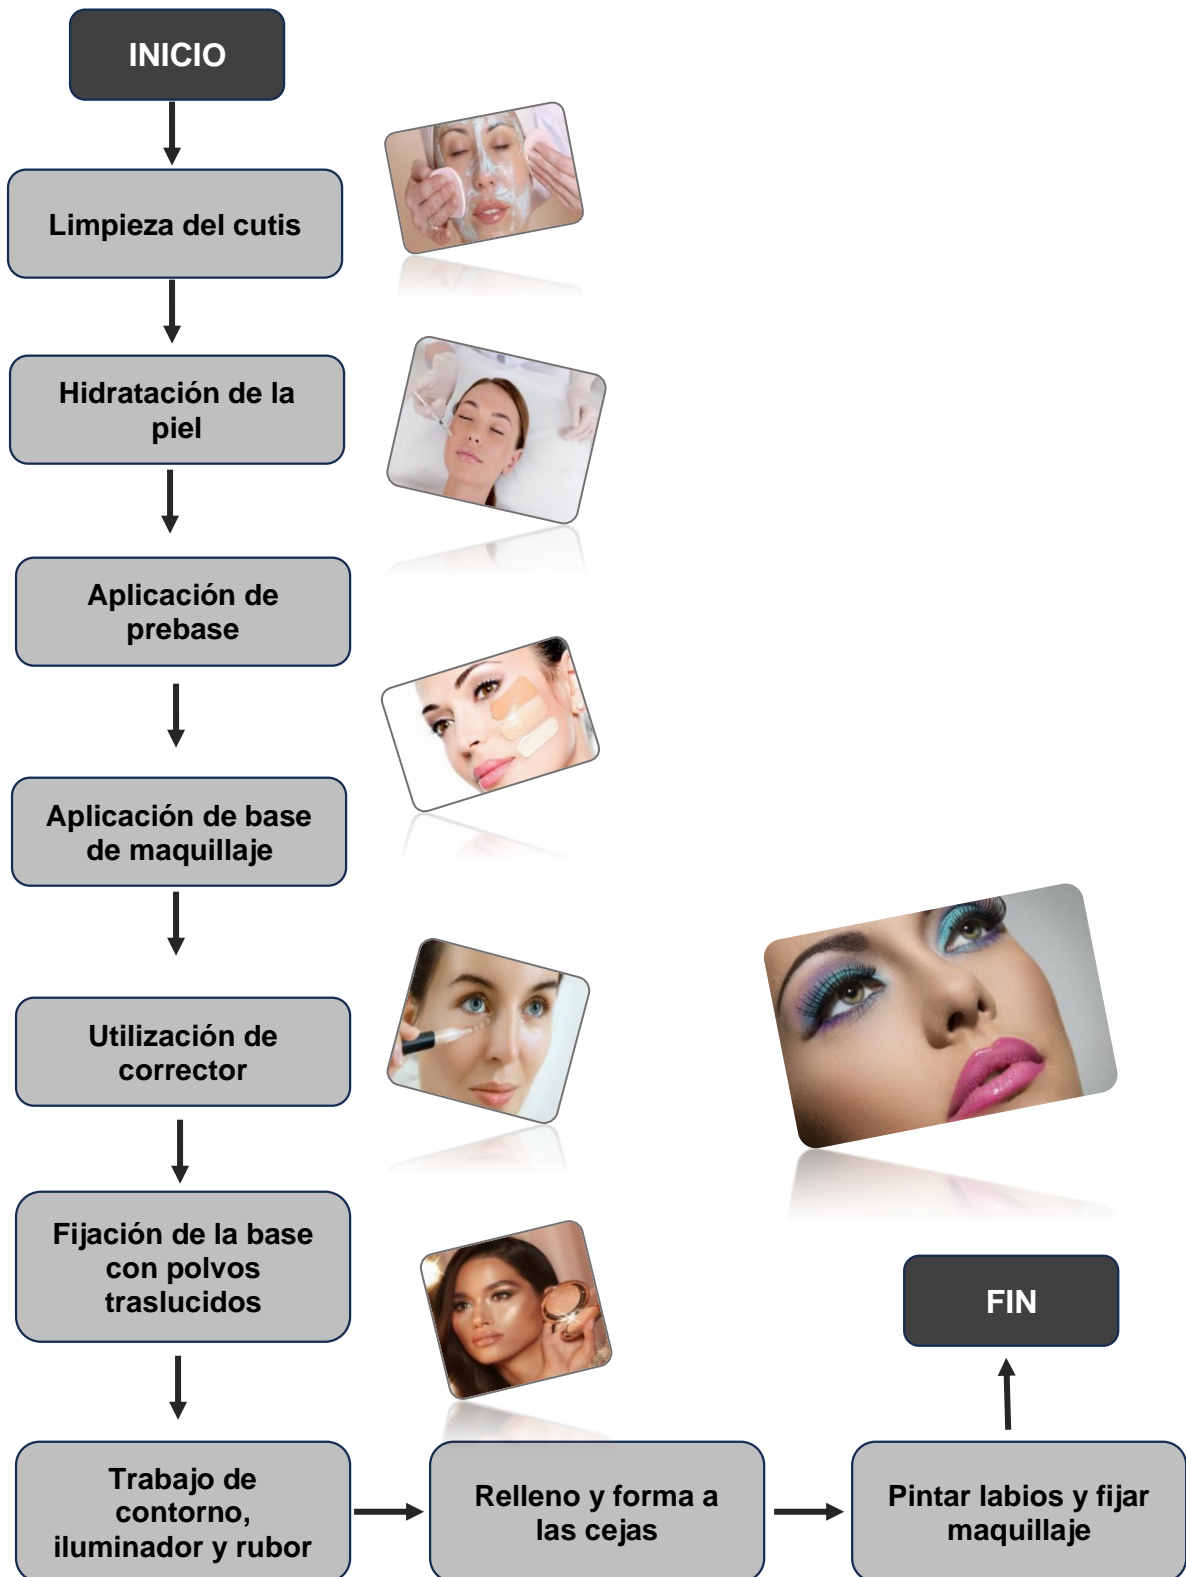 INICIO
Limpieza del cutis
Hidratación de la
piel
Aplicación de
prebase
Aplicación de base
de maquillaje
Utilización de
corrector
Fijación de la base
con polvos
traslucidos
Trabajo de
contorno,
iluminador y rubor
Relleno y forma a
las cejas
Pintar labios y fijar
maquillaje
FIN